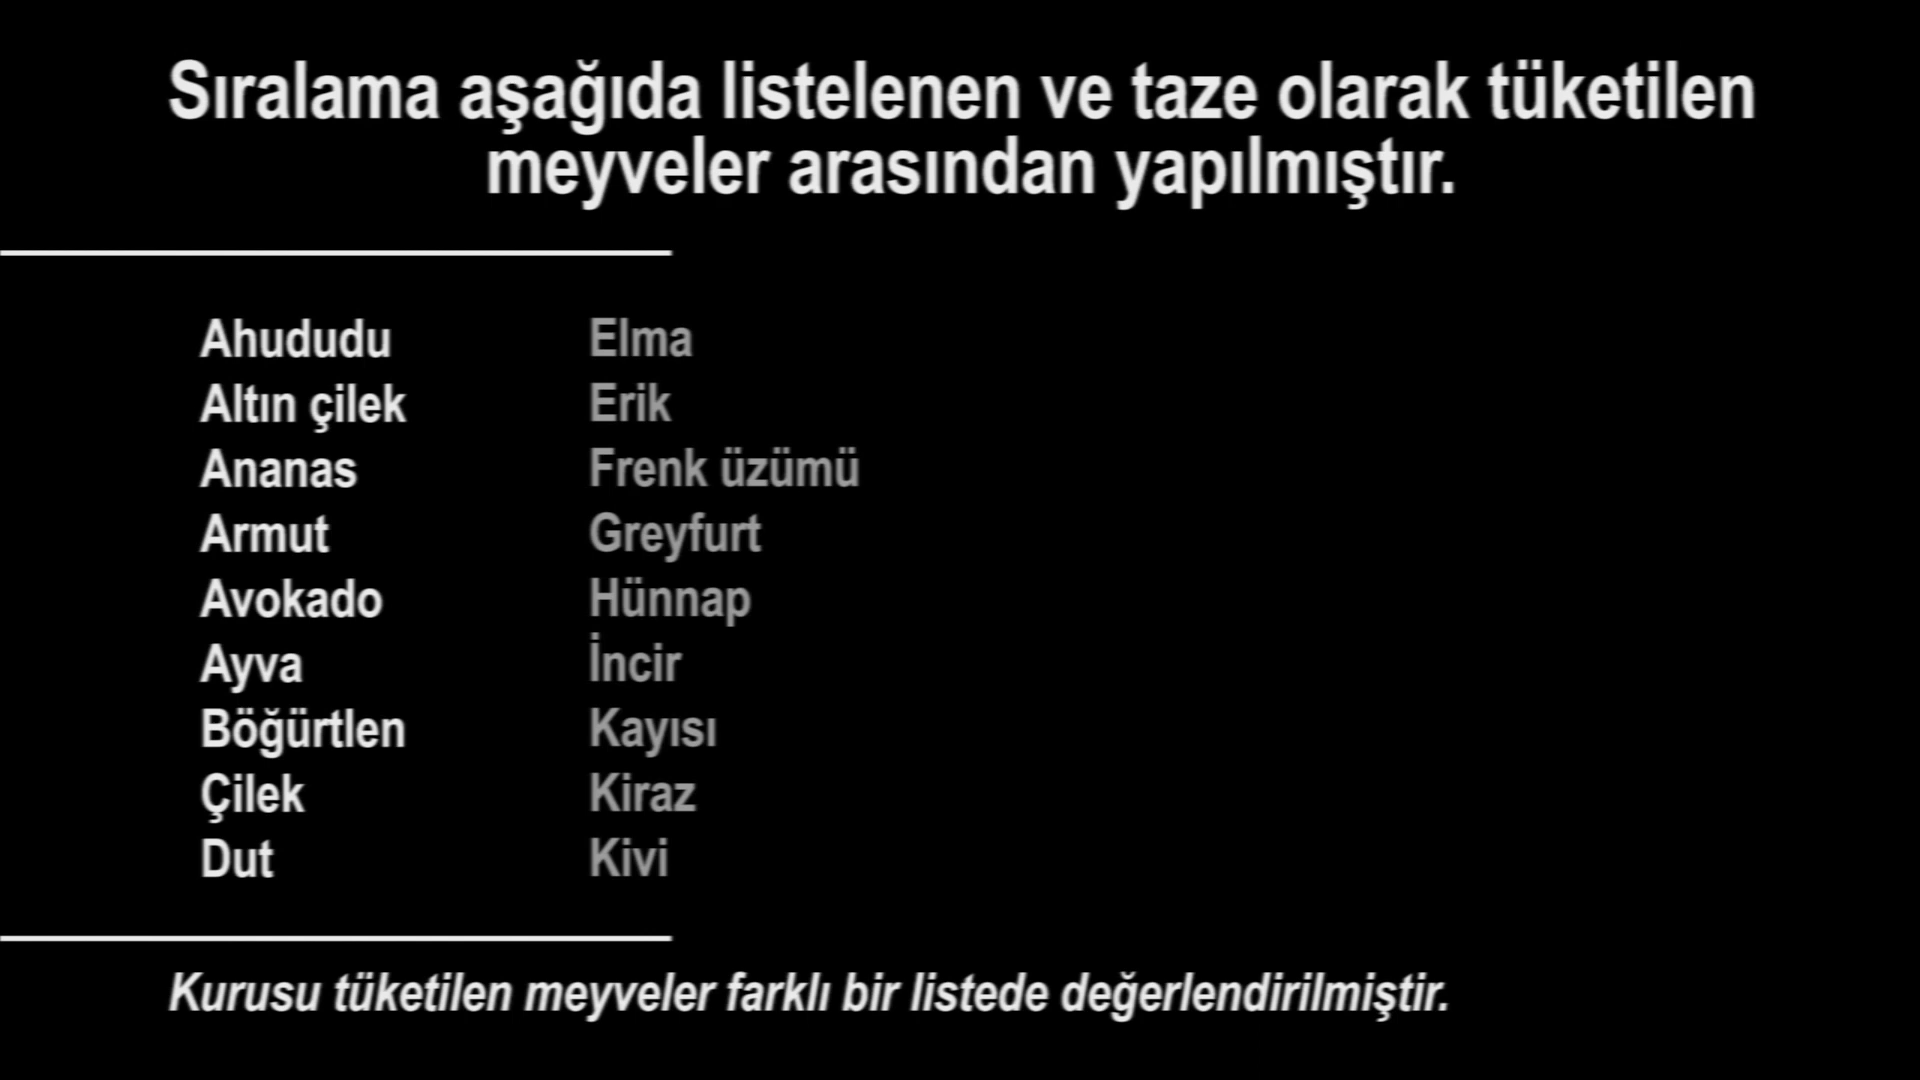 Sıralama aşağıda listelenen ve taze olarak tüketilen
meyveler arasından yapılmıştır.
Ahududu
Altın çilek
Ananas
Armut
Avokado
Ayva
Böğürtlen
Çilek
Dut
Elma
Erik
Frenk üzümü
Greyfurt
Hünnap
İncir
Kayısı
Kiraz
Kivi
Kurusu tüketilen meyveler farklı bir listede değerlendirilmiştir.